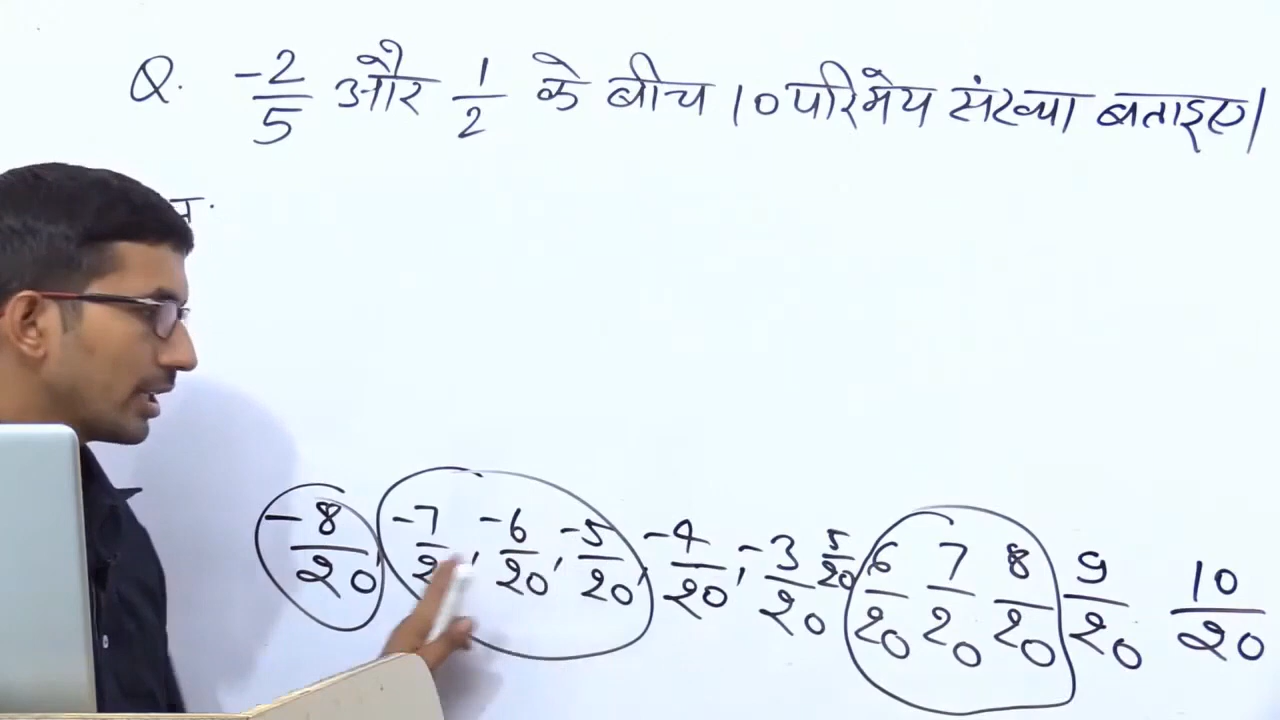 Q. -2/5 और 1/2 के बीच 10 परिमेय संख्या बताइए।
-8/20, -7/20, -6/20, -5/20, -4/20, -3/20 5/20 6/20 7/20 8/20 9/20 10/20